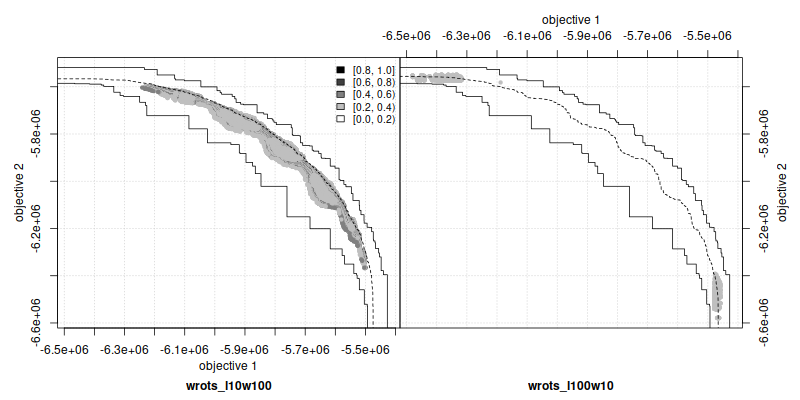 objective 1
-6.5e+06 -6.3e+06 -6.1e+06 -5.9e+06 -5.7e+06 -5.5e+06
[0.8, 1.0]
[0.6, 0.8)
[0.4, 0.6)
[0.2, 0.4)
[0.0, 0.2)
objective 2
-5.8e+06
-6.2e+06
-6.6e+06
-5.8e+06
-6.2e+06
-6.6e+06
objective 2
-6.5e+06 -6.3e+06 -6.1e+06 -5.9e+06 -5.7e+06 -5.5e+06
objective 1
wrots_l10w100
wrots_l100w10